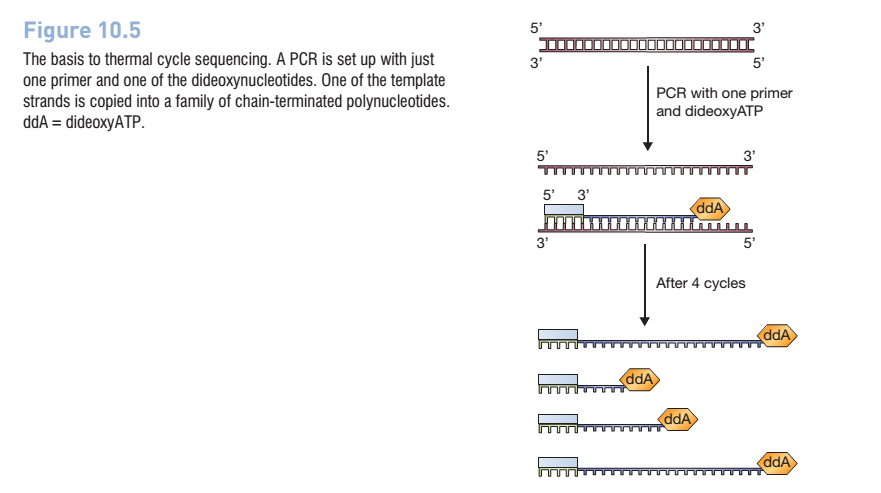 Figure 10.5
The basis to thermal cycle sequencing. A PCR is set up with just
one primer and one of the dideoxynucleotides. One of the template
strands is copied into a family of chain-terminated polynucleotides.
ddA = dideoxyATP.
5’ 3’
3’ 5’
PCR with one primer
and dideoxyATP
5’ 3’
5’ 3’
ddA
3’ 5’
After 4 cycles
ddA
ddA
ddA
ddA